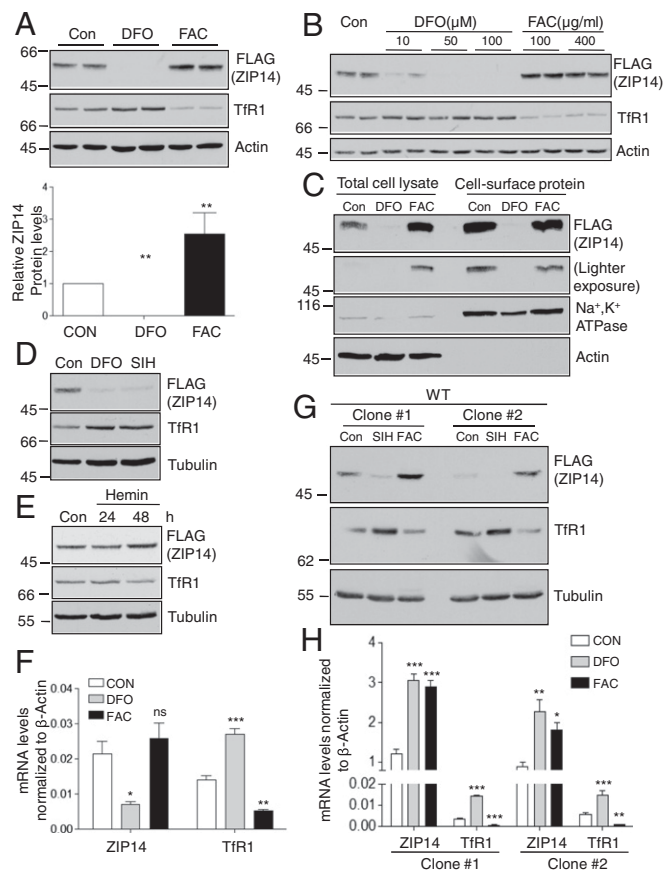 A
Con DFO FAC
66
FLAG
(ZIP14)
45
TfR1
66
45
Actin
Relative ZIP14
Protein levels
4
3
2
1
0
**
**
CON DFO FAC
B
Con DFO(μM) FAC(μg/ml)
10 50 100 100 400
FLAG
(ZIP14)
45
TfR1
66
45
Actin
C
Total cell lysate Cell-surface protein
Con DFO FAC Con DFO FAC
FLAG
(ZIP14)
45
(Lighter
exposure)
45
116
Na⁺,K⁺
ATPase
45
Actin
D
Con DFO SIH
FLAG
(ZIP14)
45
TfR1
66
Tubulin
45
E
Hemin
Con 24 48 h
FLAG
(ZIP14)
45
TfR1
66
55
Tubulin
F
CON
DFO
FAC
mRNA levels
normalized to β-Actin
0.04
0.03
0.02
0.01
0.00
* ns *** **
ZIP14 TfR1
G
WT
Clone #1 Clone #2
Con SIH FAC Con SIH FAC
FLAG
(ZIP14)
45
TfR1
62
55
Tubulin
H
CON
DFO
FAC
mRNA levels normalized
to β-Actin
4
3
2
1
0.02
0.01
0.00
*** *** *** *** ** * *** **
ZIP14 TfR1 ZIP14 TfR1
Clone #1 Clone #2